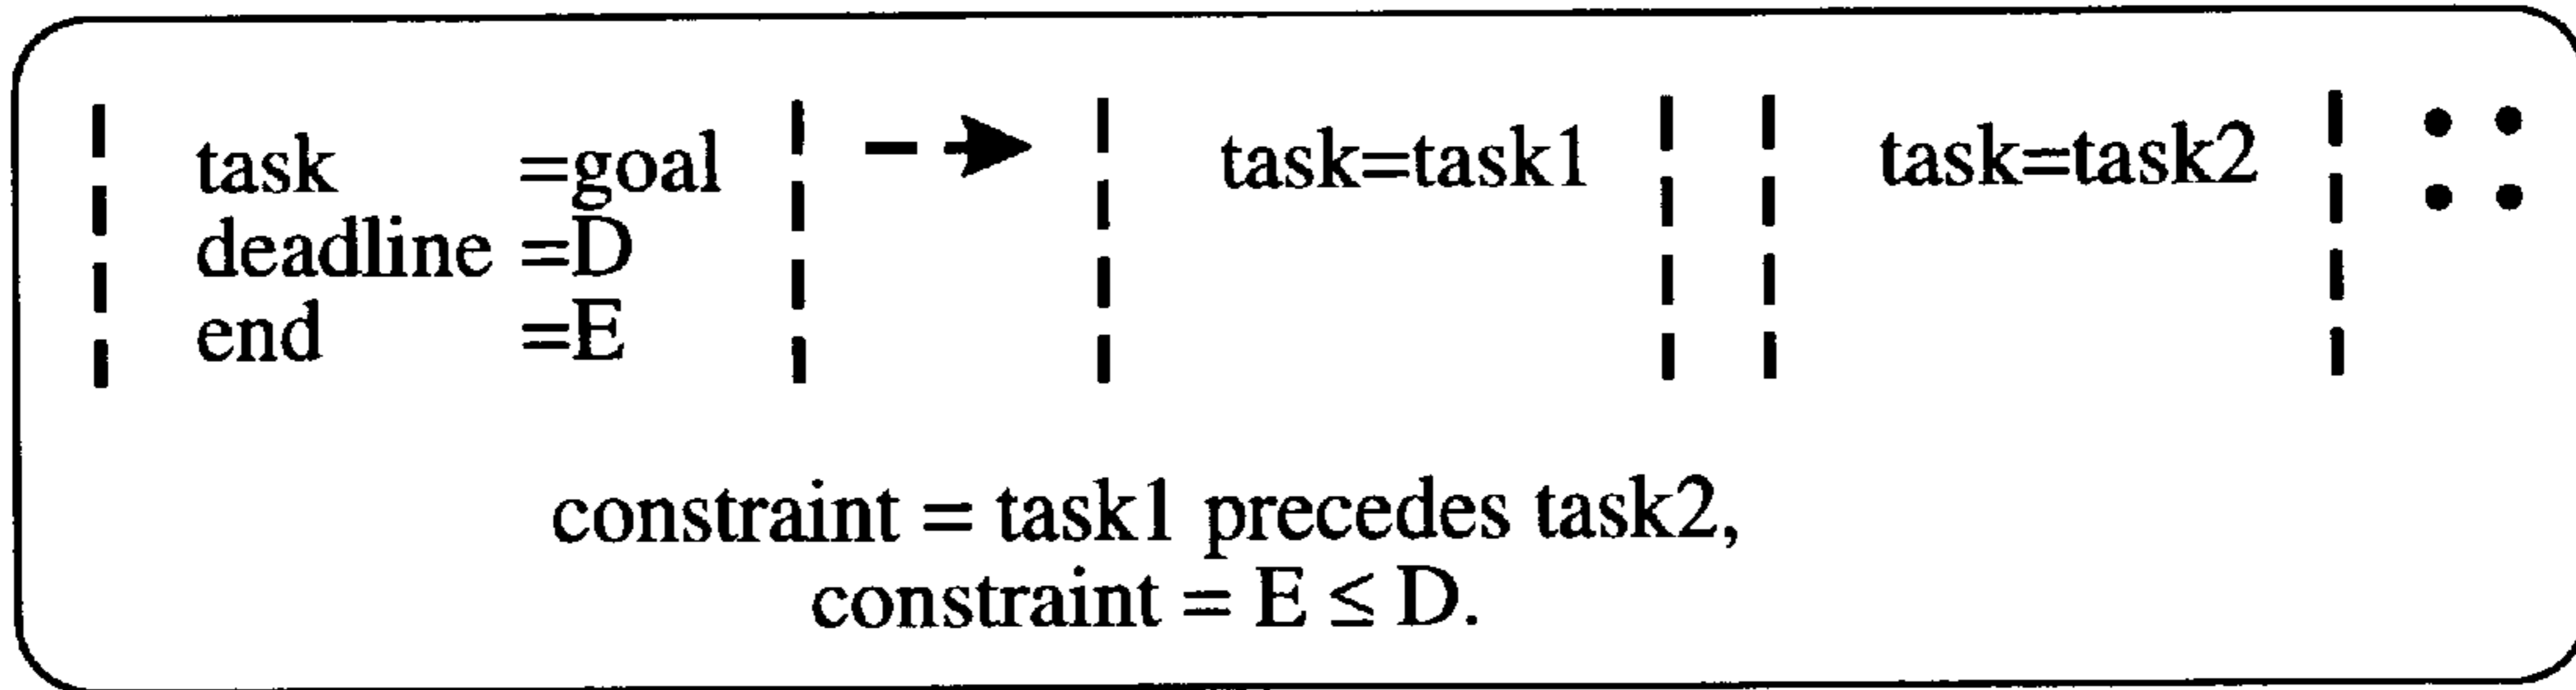 task =goal --> task=task1 task=task2 ::
deadline =D
end =E
constraint = task1 precedes task2,
constraint = E ≤ D.